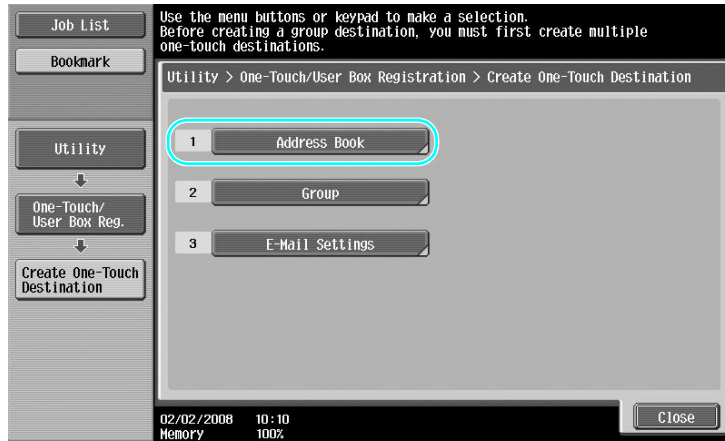 Job List
Bookmark
Use the menu buttons or keypad to make a selection.
Before creating a group destination, you must first create multiple
one-touch destinations.
Utility > One-Touch/User Box Registration > Create One-Touch Destination
Utility
One-Touch/
User Box Reg.
Create One-Touch
Destination
1 Address Book
2 Group
3 E-Mail Settings
02/02/2008 10:10
Memory 100%
Close